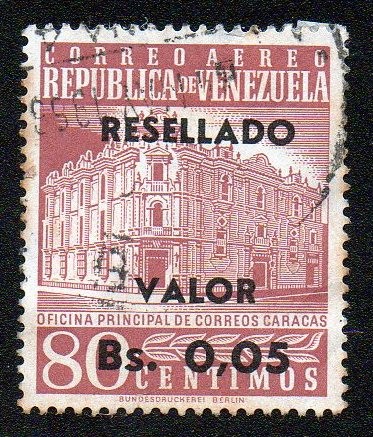 CORREO AEREO
REPUBLICA DE VENEZUELA
RESELLADO
VALOR
OFICINA PRINCIPAL DE CORREOS CARACAS
Bs. 0,05
80 CENTIMOS
BUNDESDRUCKEREI BERLIN